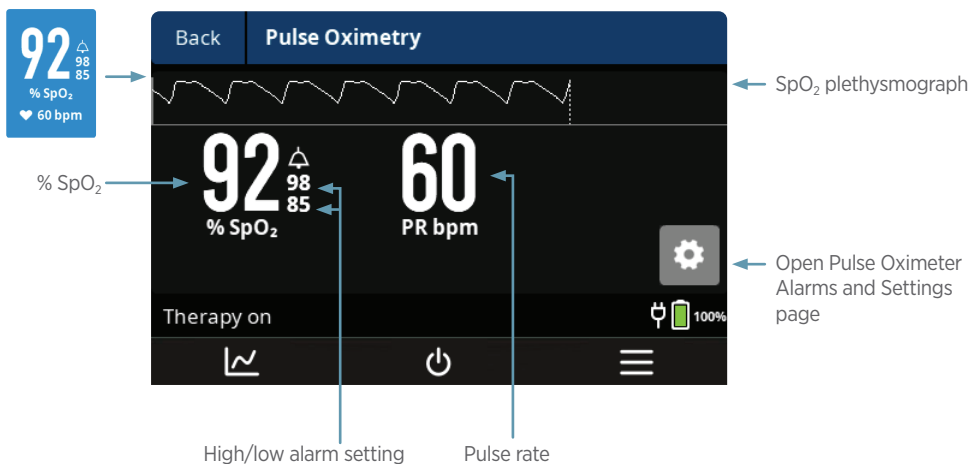 92
98
85
% SpO₂
60 bpm
Back
Pulse Oximetry
SpO₂ plethysmograph
% SpO₂
92
98
85
% SpO₂
60
PR bpm
Open Pulse Oximeter
Alarms and Settings
page
Therapy on
100%
High/low alarm setting
Pulse rate